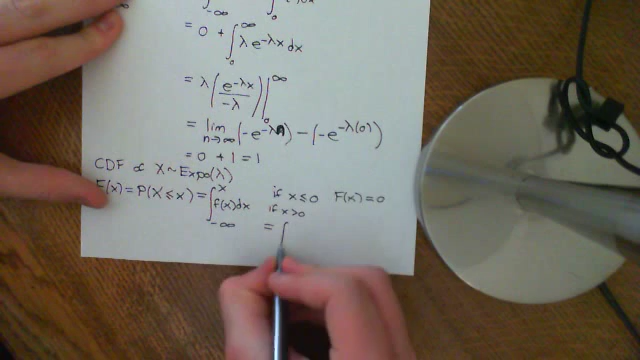 = 0 + ∫₀^∞ λ e^{-λx} dx
= λ (e^{-λx} / -λ) |₀^∞
= lim_{n→∞} (-e^{-λn}) - (-e^{-λ(0)})
= 0 + 1 = 1
CDF of X ~ Expo(λ)
F(x) = P(X ≤ x) = ∫_{-∞}^x f(x)dx if x ≤ 0 F(x) = 0
if x > 0
= ∫